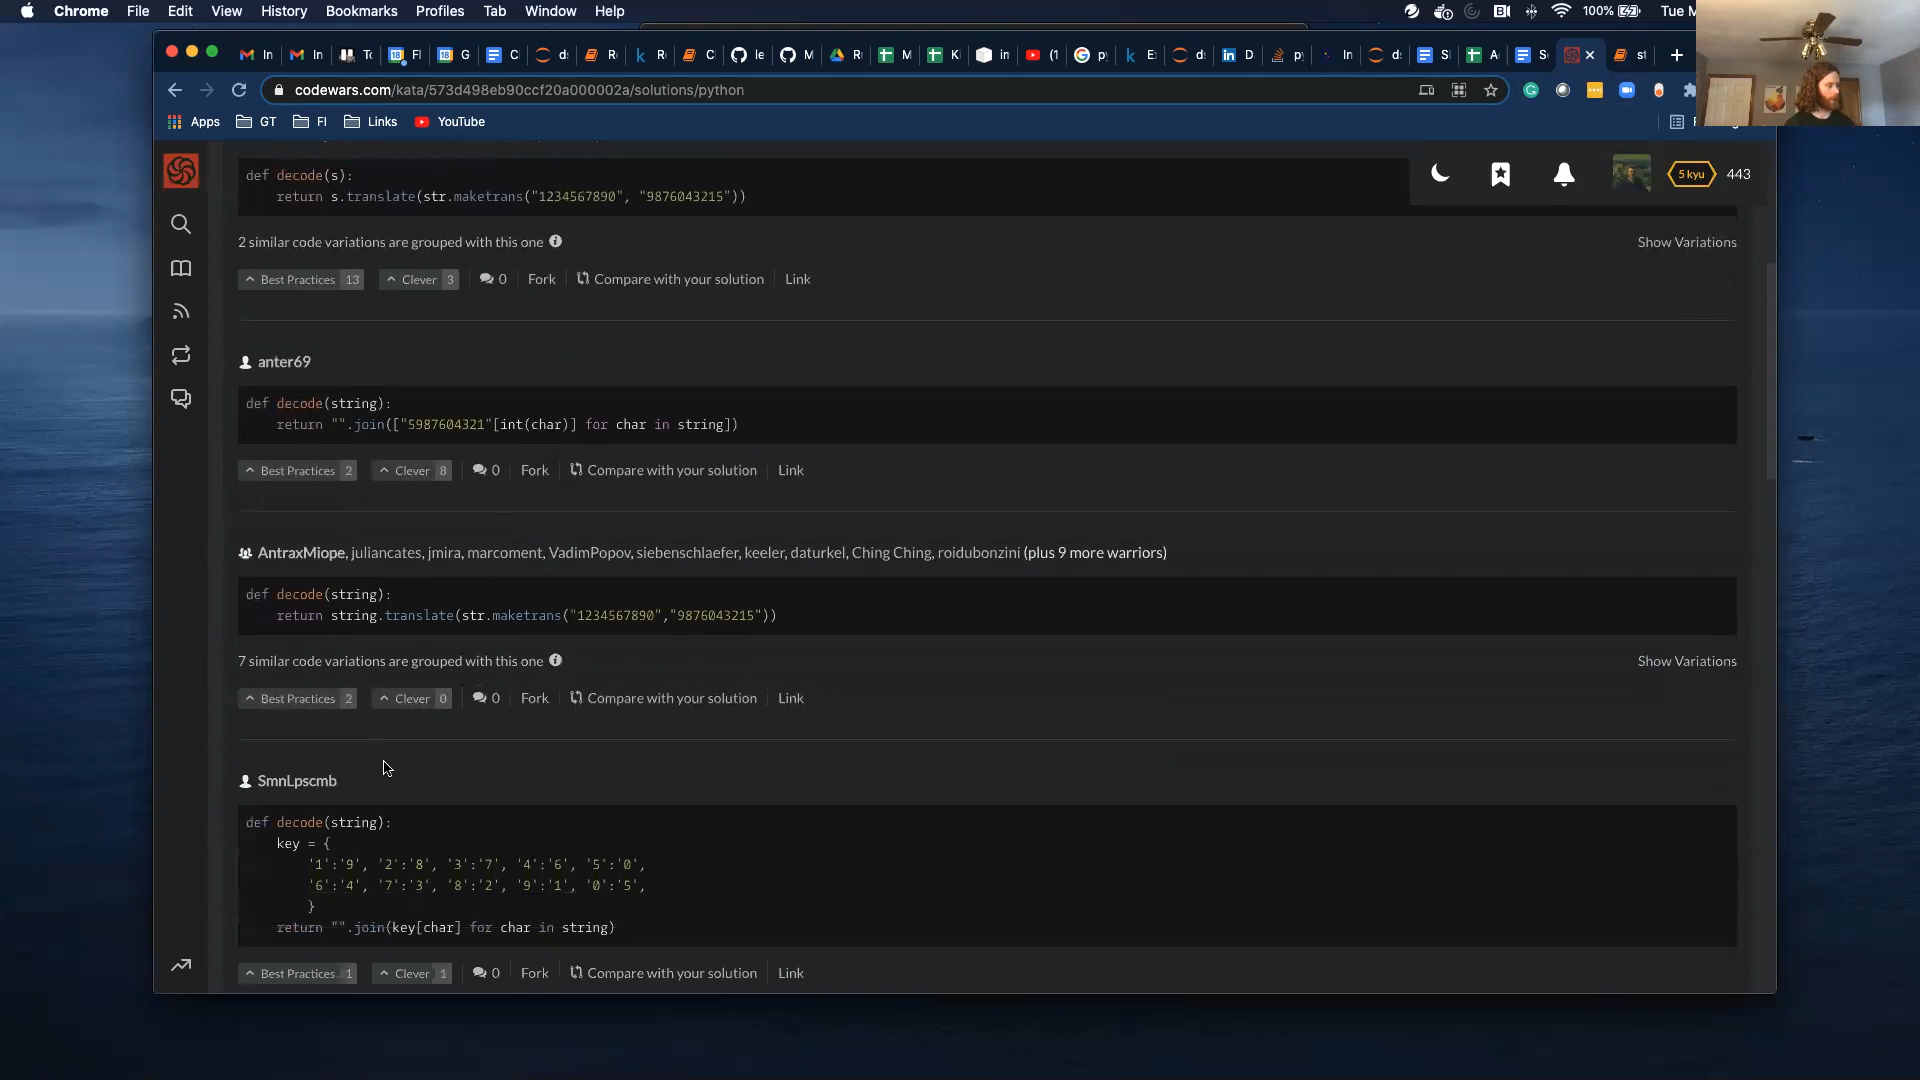 Chrome File Edit View History Bookmarks Profiles Tab Window Help 100% Tue M
codewars.com/kata/573d498eb90ccf20a000002a/solutions/python
Apps GT FI Links YouTube
def decode(s):
return s.translate(str.maketrans("1234567890", "9876043215"))
5 kyu 443
2 similar code variations are grouped with this one Show Variations
Best Practices 13 Clever 3 0 Fork Compare with your solution Link
anter69
def decode(string):
return "".join(["5987604321"[int(char)] for char in string])
Best Practices 2 Clever 8 0 Fork Compare with your solution Link
AntraxMiope, juliancates, jmira, marcoment, VadimPopov, siebenschlaefer, keeler, daturkel, Ching Ching, roidubonzini (plus 9 more warriors)
def decode(string):
return string.translate(str.maketrans("1234567890","9876043215"))
7 similar code variations are grouped with this one Show Variations
Best Practices 2 Clever 0 0 Fork Compare with your solution Link
SmnLpscmb
def decode(string):
key = {
'1':'9', '2':'8', '3':'7', '4':'6', '5':'0',
'6':'4', '7':'3', '8':'2', '9':'1', '0':'5',
}
return "".join(key[char] for char in string)
Best Practices 1 Clever 1 0 Fork Compare with your solution Link